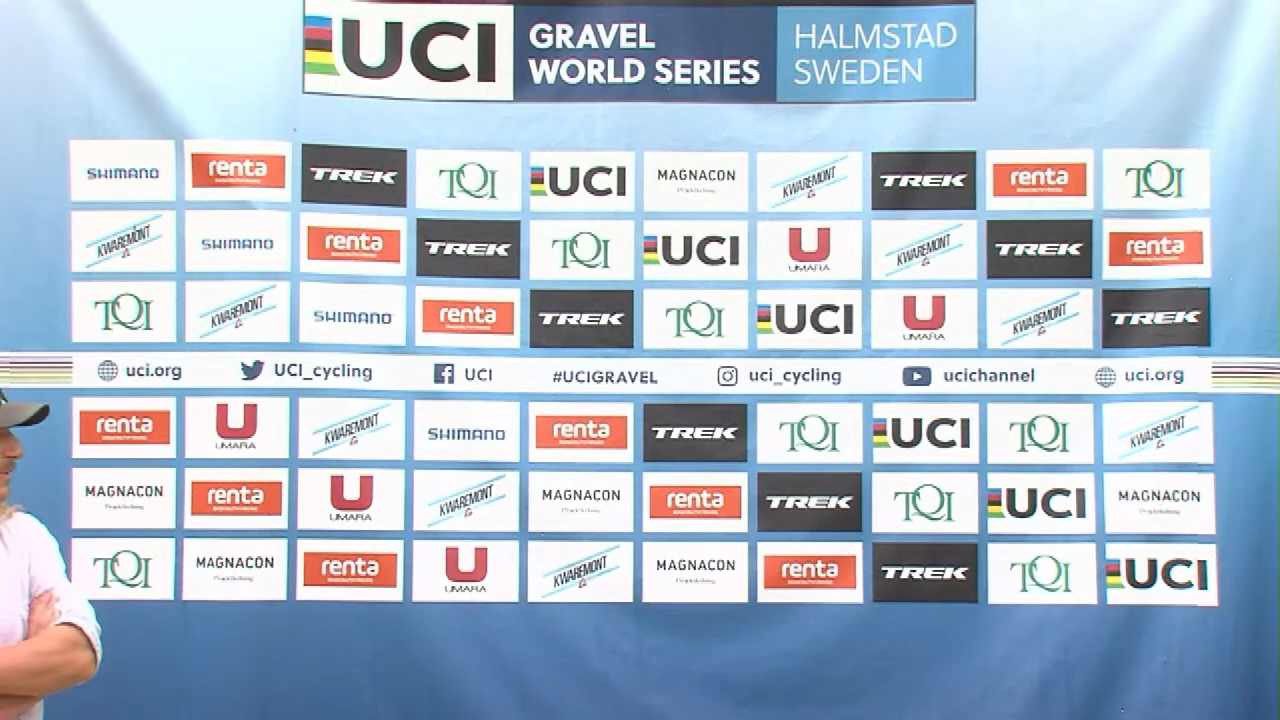 UCI GRAVEL WORLD SERIES HALMSTAD SWEDEN
SHIMANO renta TREK TQI UCI MAGNACON KWAREMONT TREK renta TQI
KWAREMONT SHIMANO renta TREK TQI UCI UMARA KWAREMONT TREK renta
TQI KWAREMONT SHIMANO renta TREK TQI UCI UMARA KWAREMONT TREK
uci.org UCI_cycling UCI #UCIGRAVEL uci_cycling ucichannel uci.org
renta UMARA KWAREMONT SHIMANO renta TREK TQI UCI TQI KWAREMONT
MAGNACON renta UMARA KWAREMONT MAGNACON renta TREK TQI UCI MAGNACON
TQI MAGNACON renta UMARA KWAREMONT MAGNACON renta TREK TQI UCI